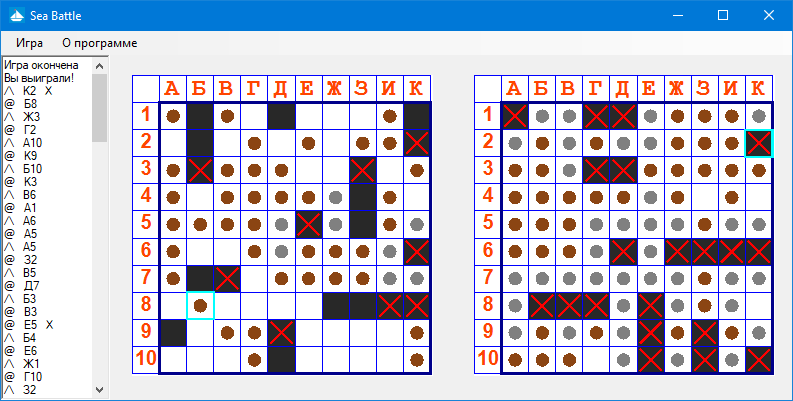 Sea Battle
Игра О программе
Игра окончена
Вы выиграли!
/\ К2 X
@ Б8
/\ Ж3
@ Г2
/\ А10
@ К9
/\ Б10
@ К3
/\ В6
@ А1
/\ А6
@ А5
/\ А5
@ З2
/\ В5
@ Д7
/\ Б3
@ В3
@ Е5 X
/\ Б4
@ Е6
/\ Ж1
@ Г10
/\ З2
А Б В Г Д Е Ж З И К
1
2
3
4
5
6
7
8
9
10
А Б В Г Д Е Ж З И К
1
2
3
4
5
6
7
8
9
10